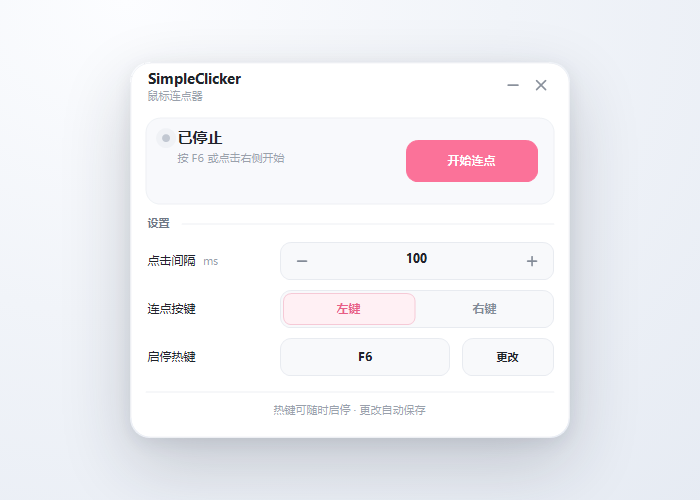 SimpleClicker
鼠标连点器
已停止
按 F6 或点击右侧开始
开始连点
设置
点击间隔 ms
100
连点按键
左键
右键
启停热键
F6
更改
热键可随时启停 · 更改自动保存